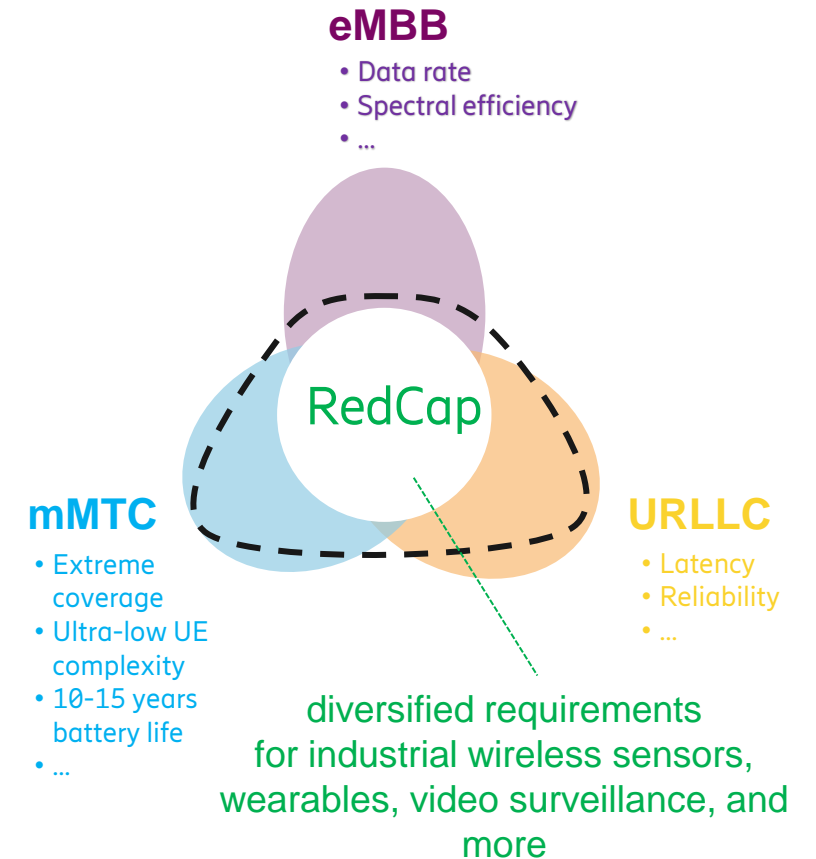 eMBB
• Data rate
• Spectral efficiency
• ...
RedCap
mMTC
• Extreme
coverage
• Ultra-low UE
complexity
• 10-15 years
battery life
• ...
URLLC
• Latency
• Reliability
• ...
diversified requirements
for industrial wireless sensors,
wearables, video surveillance, and
more